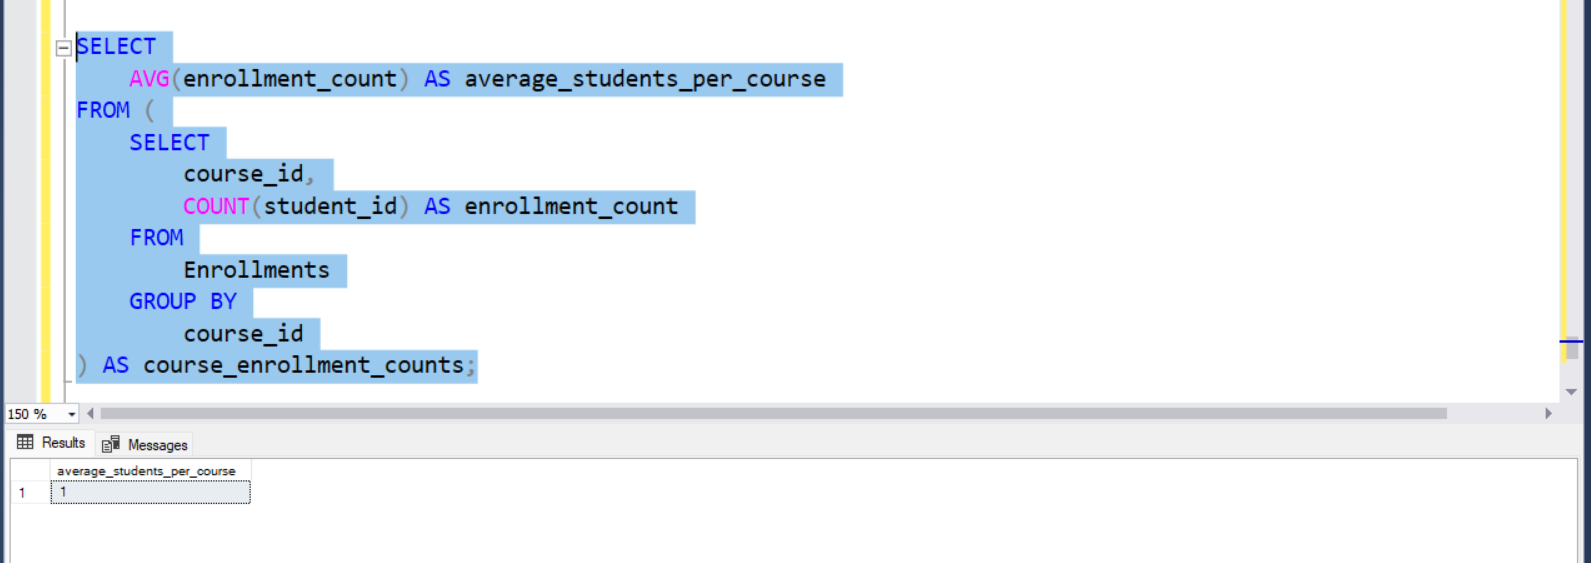 SELECT
AVG(enrollment_count) AS average_students_per_course
FROM (
SELECT
course_id,
COUNT(student_id) AS enrollment_count
FROM
Enrollments
GROUP BY
course_id
) AS course_enrollment_counts;
150 %
Results Messages
average_students_per_course
1 1